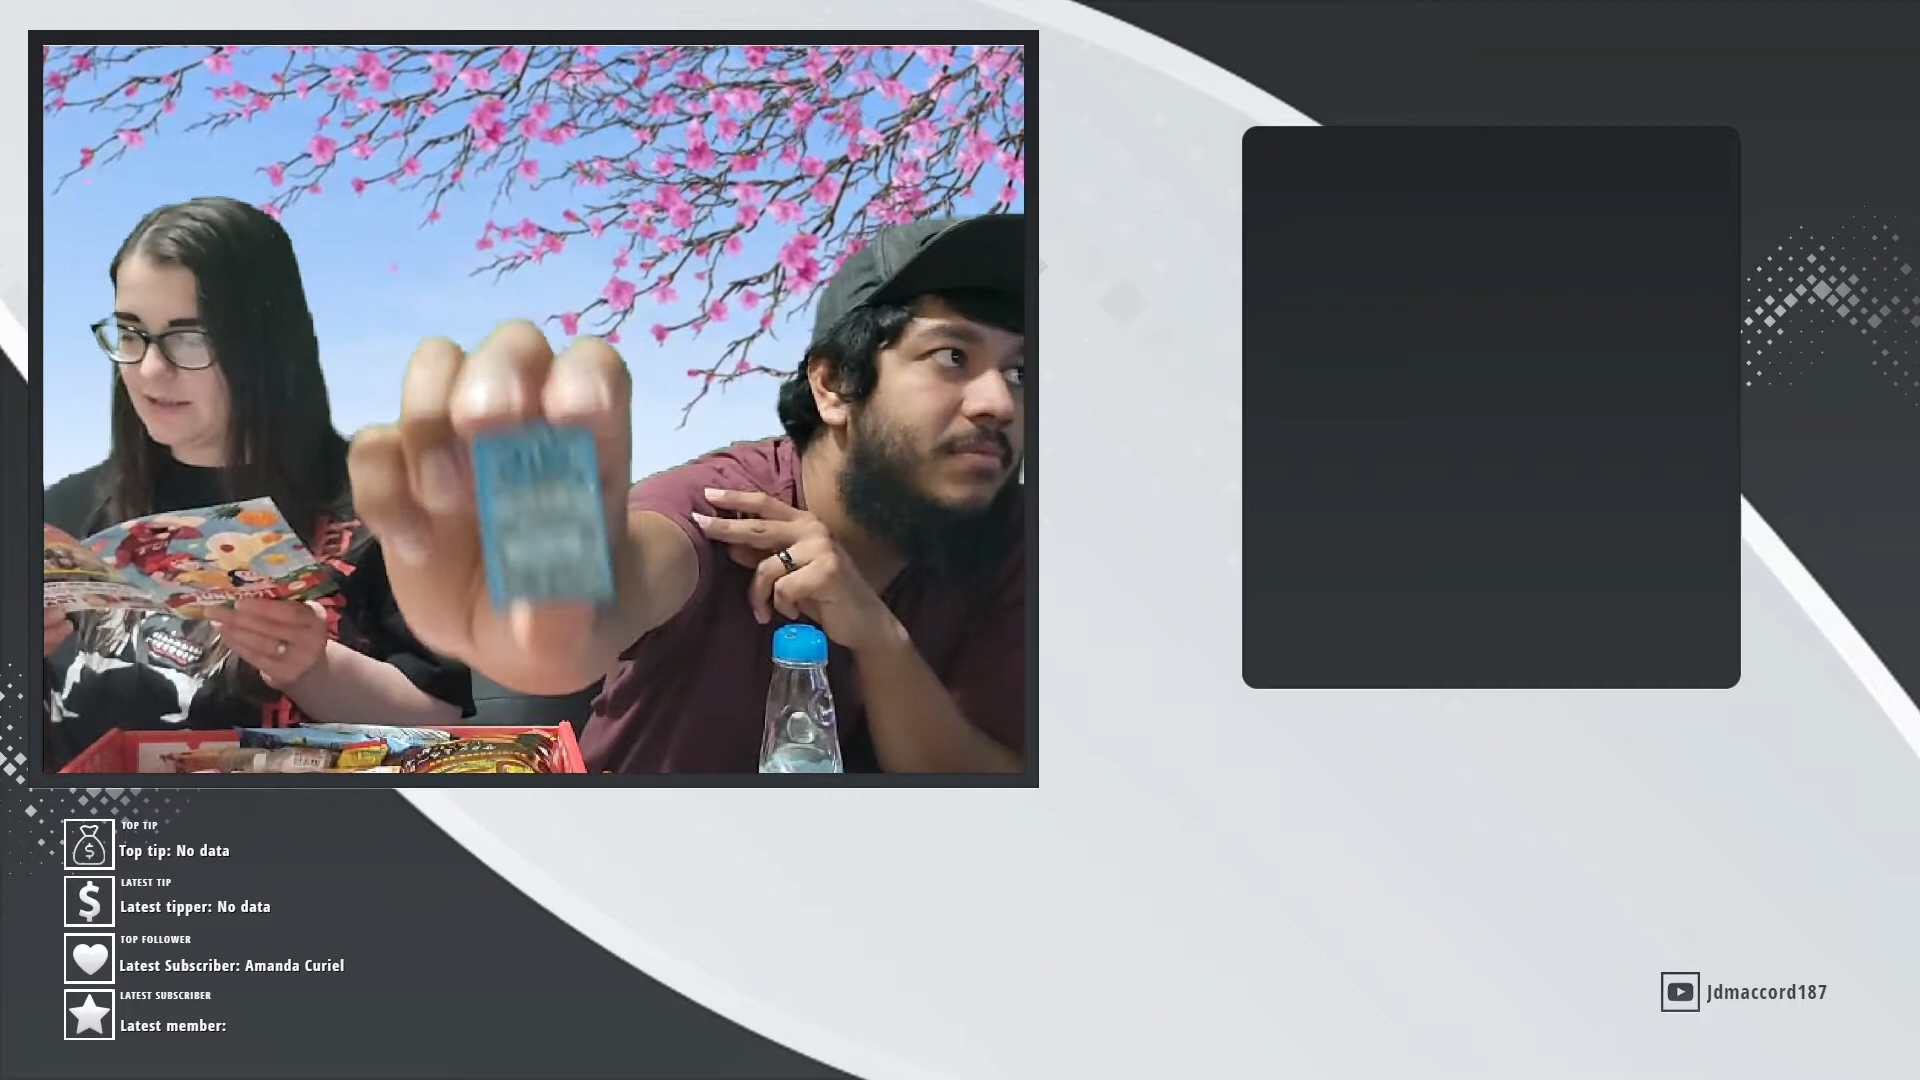 TOP TIP
Top tip: No data
LATEST TIP
Latest tipper: No data
TOP FOLLOWER
Latest Subscriber: Amanda Curiel
LATEST SUBSCRIBER
Latest member:
Jdmaccord187